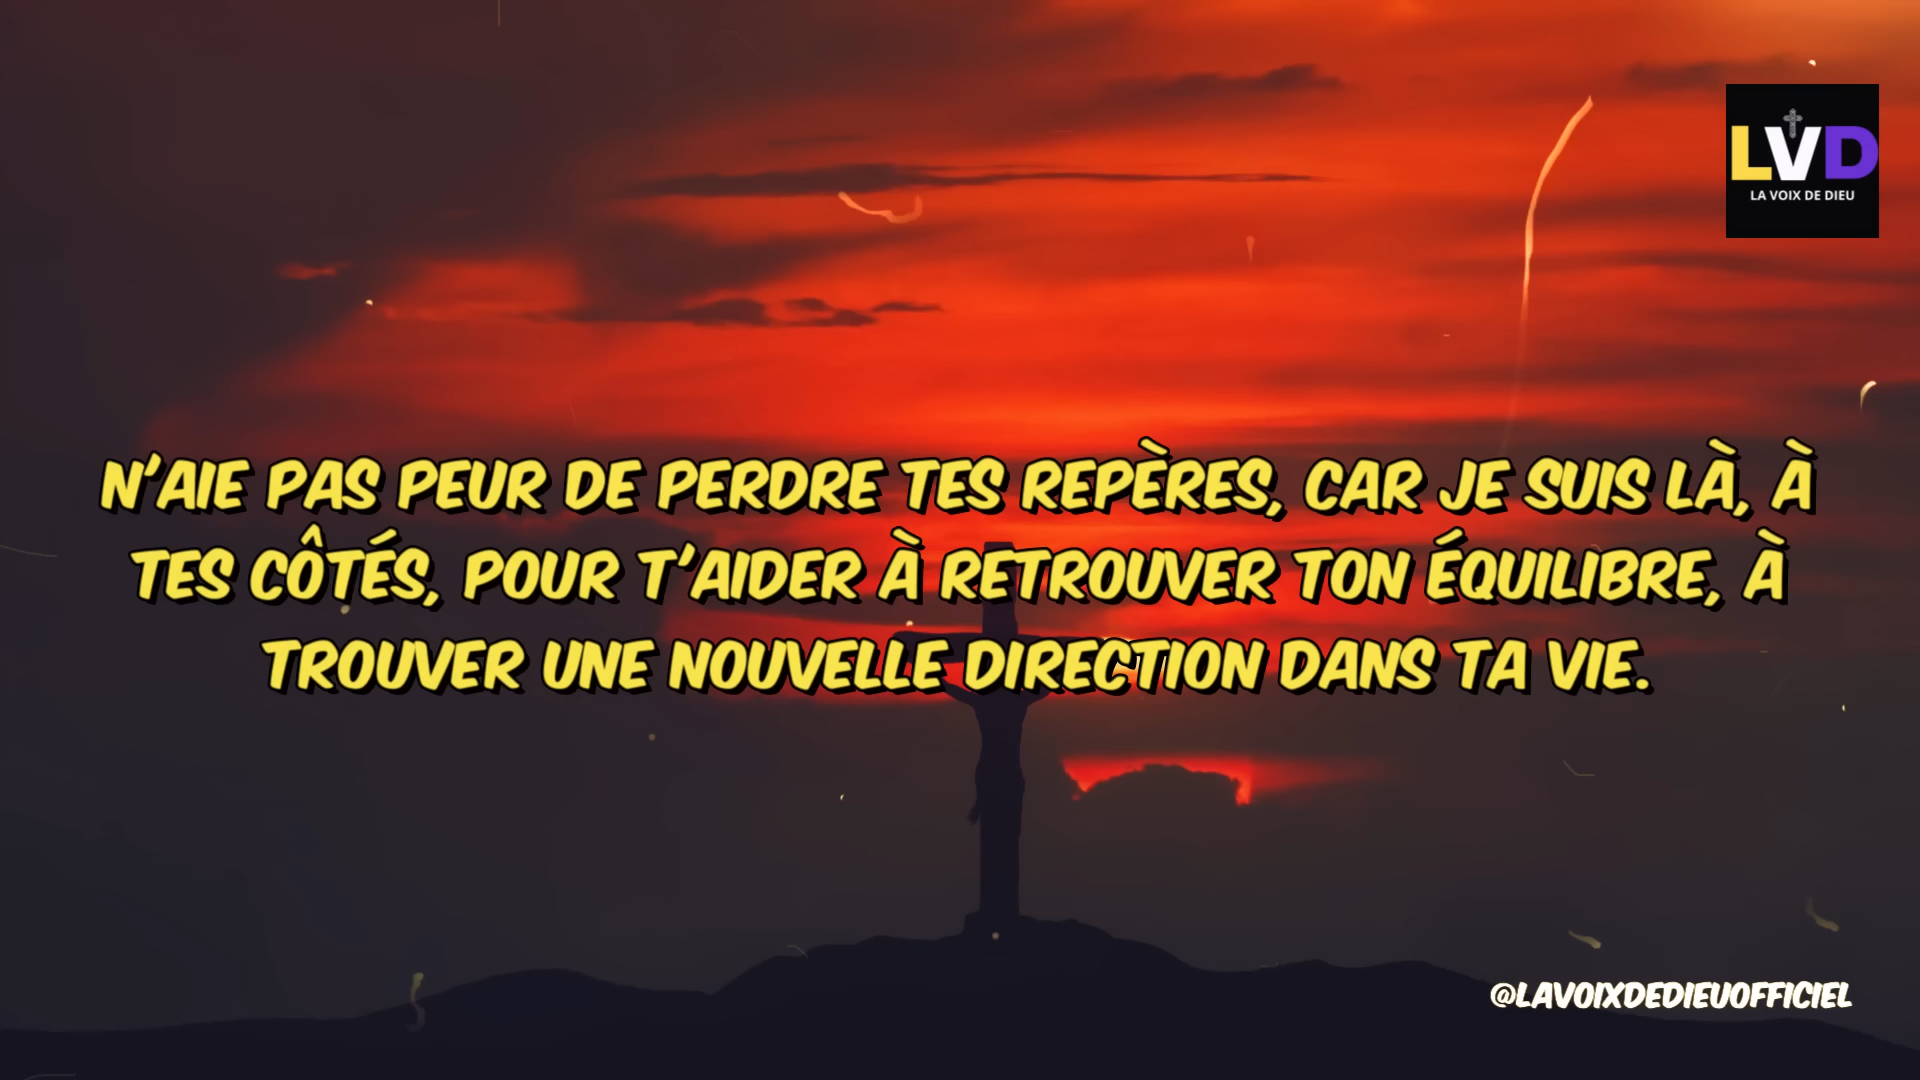 LVD
LA VOIX DE DIEU
N'AIE PAS PEUR DE PERDRE TES REPÈRES, CAR JE SUIS LÀ, À
TES CÔTÉS, POUR T'AIDER À RETROUVER TON ÉQUILIBRE, À
TROUVER UNE NOUVELLE DIRECTION DANS TA VIE.
@LAVOIXDEDIEUOFFICIEL